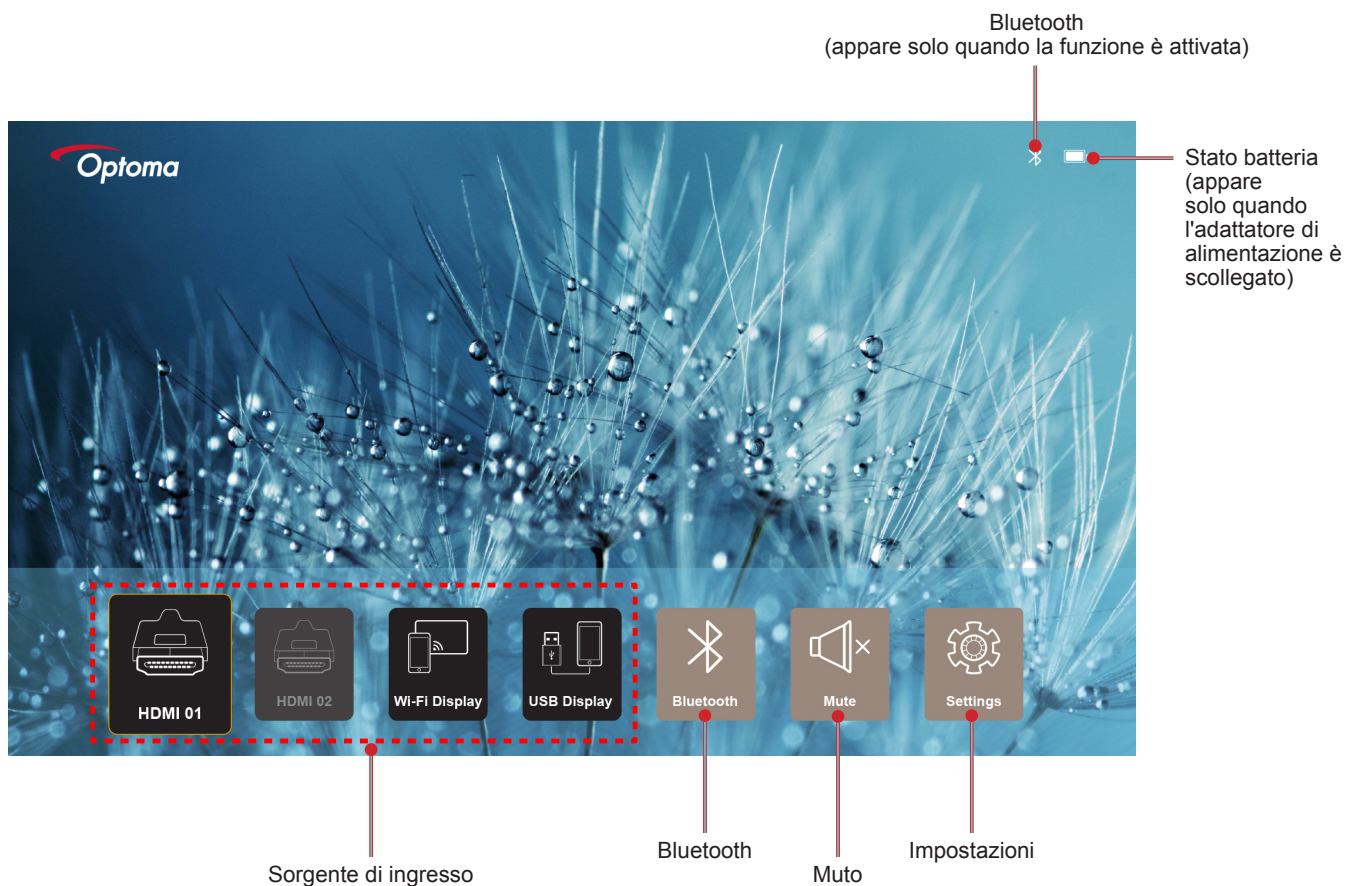 Bluetooth
(appare solo quando la funzione è attivata)
Optoma
Stato batteria
(appare
solo quando
l'adattatore di
alimentazione è
scollegato)
HDMI 01
HDMI 02
Wi-Fi Display
USB Display
Bluetooth
Mute
Settings
Sorgente di ingresso
Bluetooth
Muto
Impostazioni